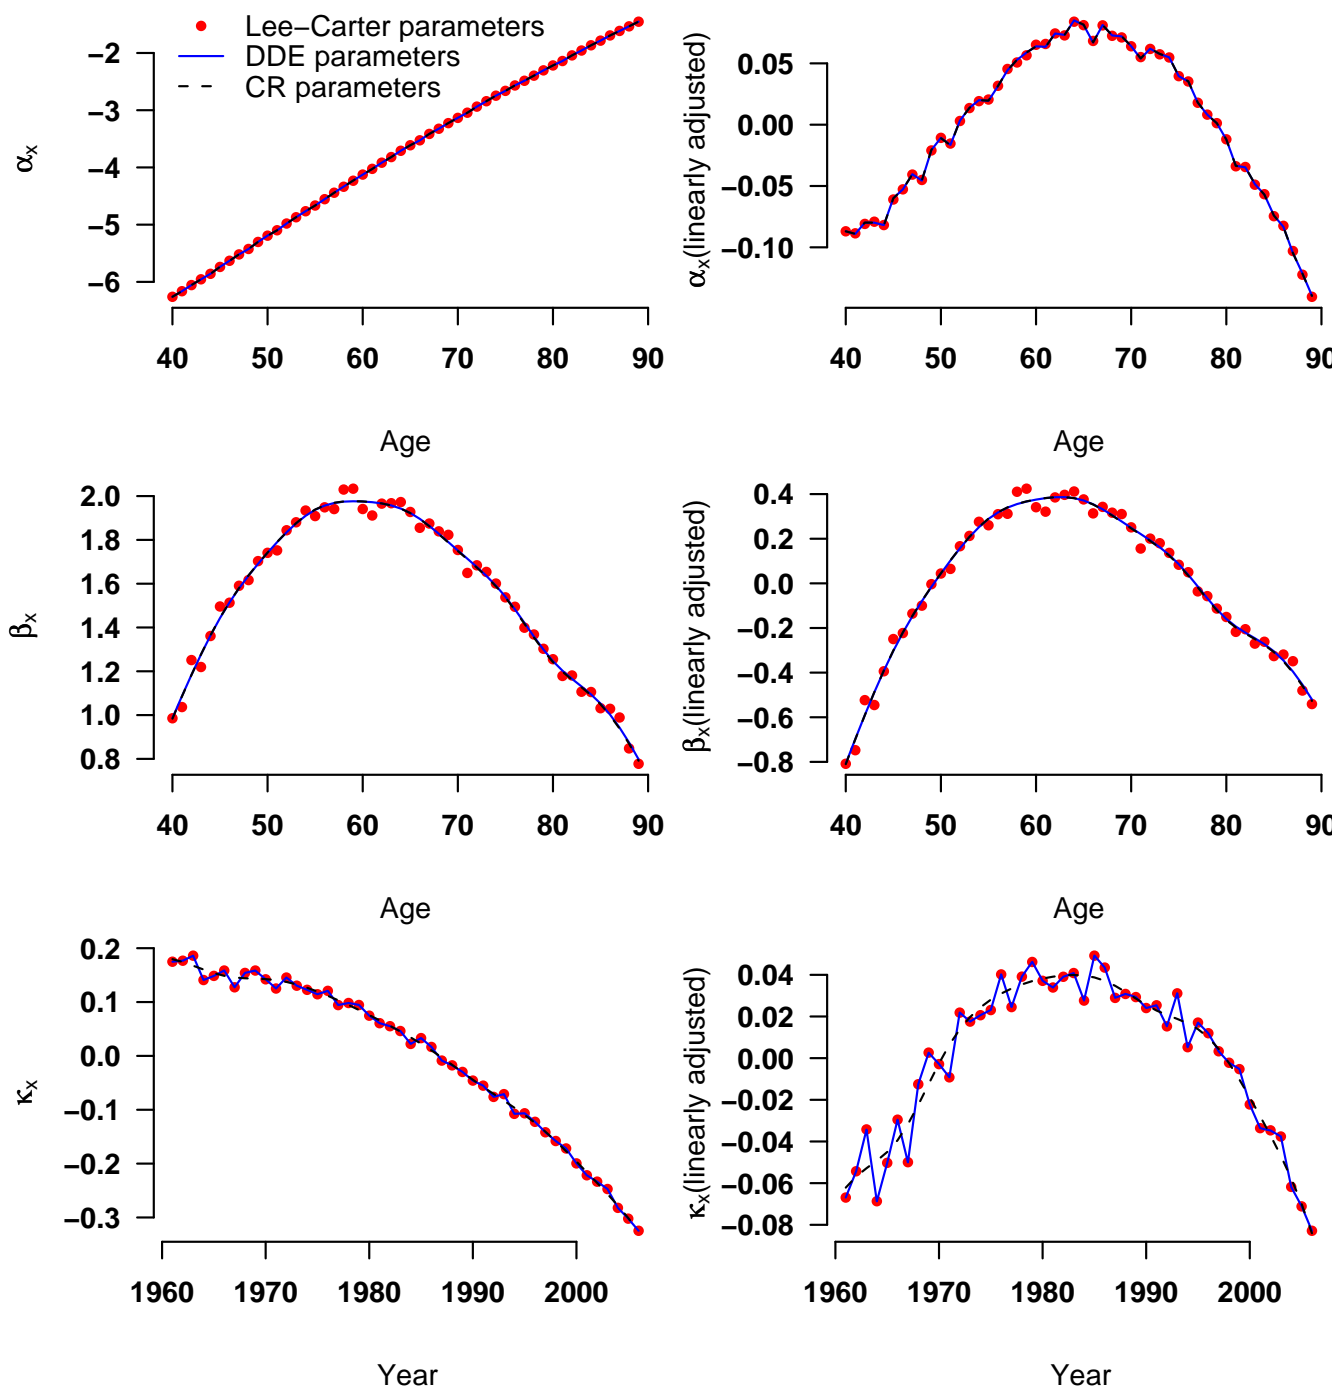 Lee−Carter parameters
DDE parameters
CR parameters
αx
−2
−3
−4
−5
−6
40 50 60 70 80 90
Age
αx(linearly adjusted)
0.05
0.00
−0.05
−0.10
40 50 60 70 80 90
Age
βx
2.0
1.8
1.6
1.4
1.2
1.0
0.8
40 50 60 70 80 90
Age
βx(linearly adjusted)
0.4
0.2
0.0
−0.2
−0.4
−0.6
−0.8
40 50 60 70 80 90
Age
κx
0.2
0.1
0.0
−0.1
−0.2
−0.3
1960 1970 1980 1990 2000
Year
κx(linearly adjusted)
0.04
0.02
0.00
−0.02
−0.04
−0.06
−0.08
1960 1970 1980 1990 2000
Year